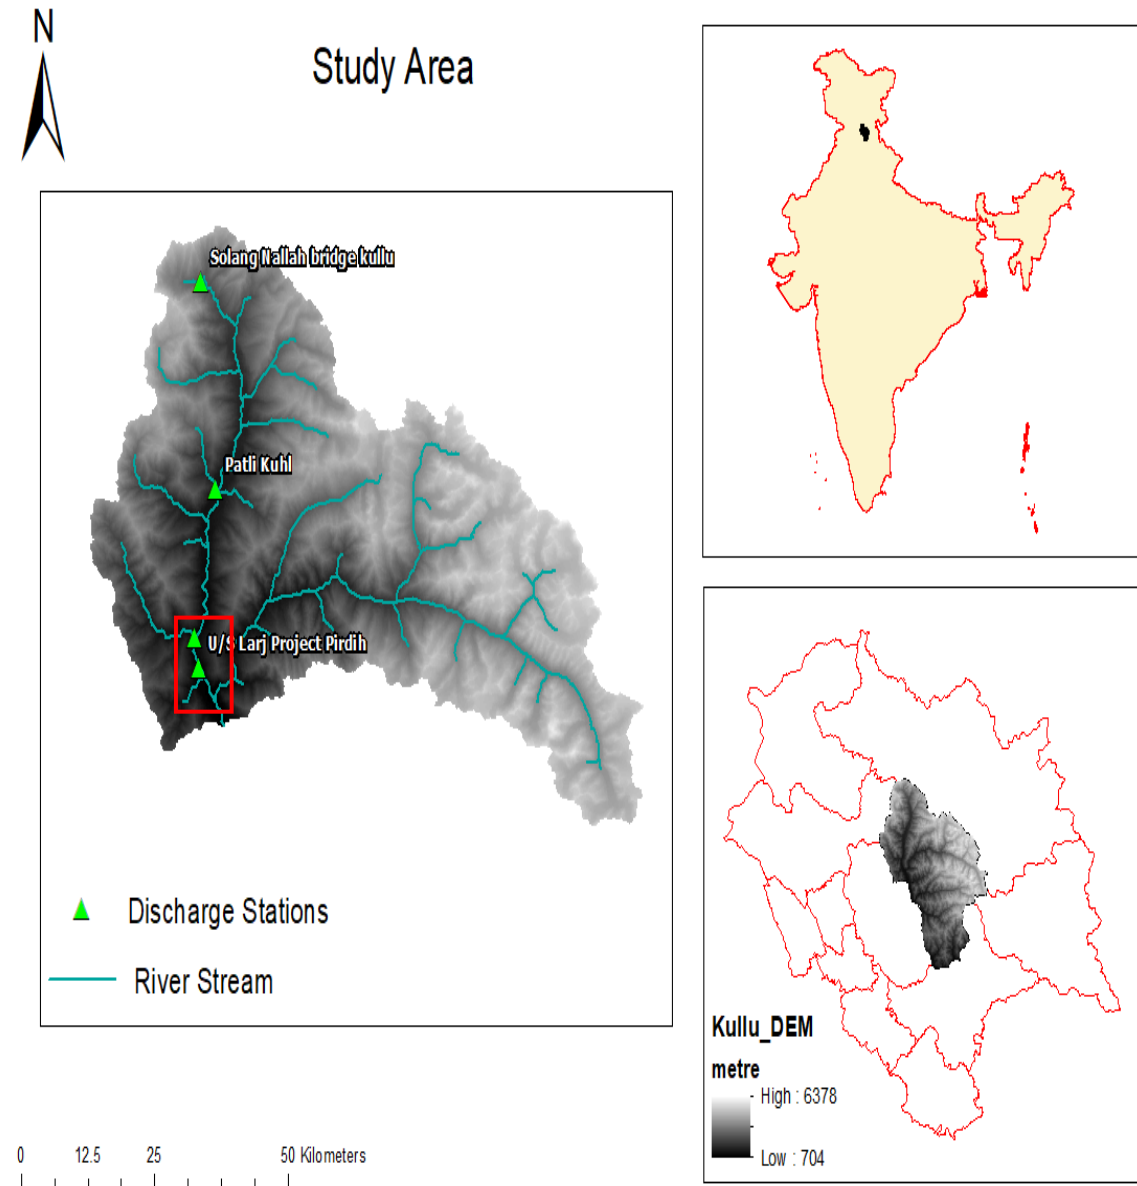 N
Study Area
Solang Nallah bridge kullu
Patli Kuhl
U/S Larj Project Pirdih
Discharge Stations
River Stream
0 12.5 25 50 Kilometers
Kullu_DEM
metre
High : 6378
Low : 704